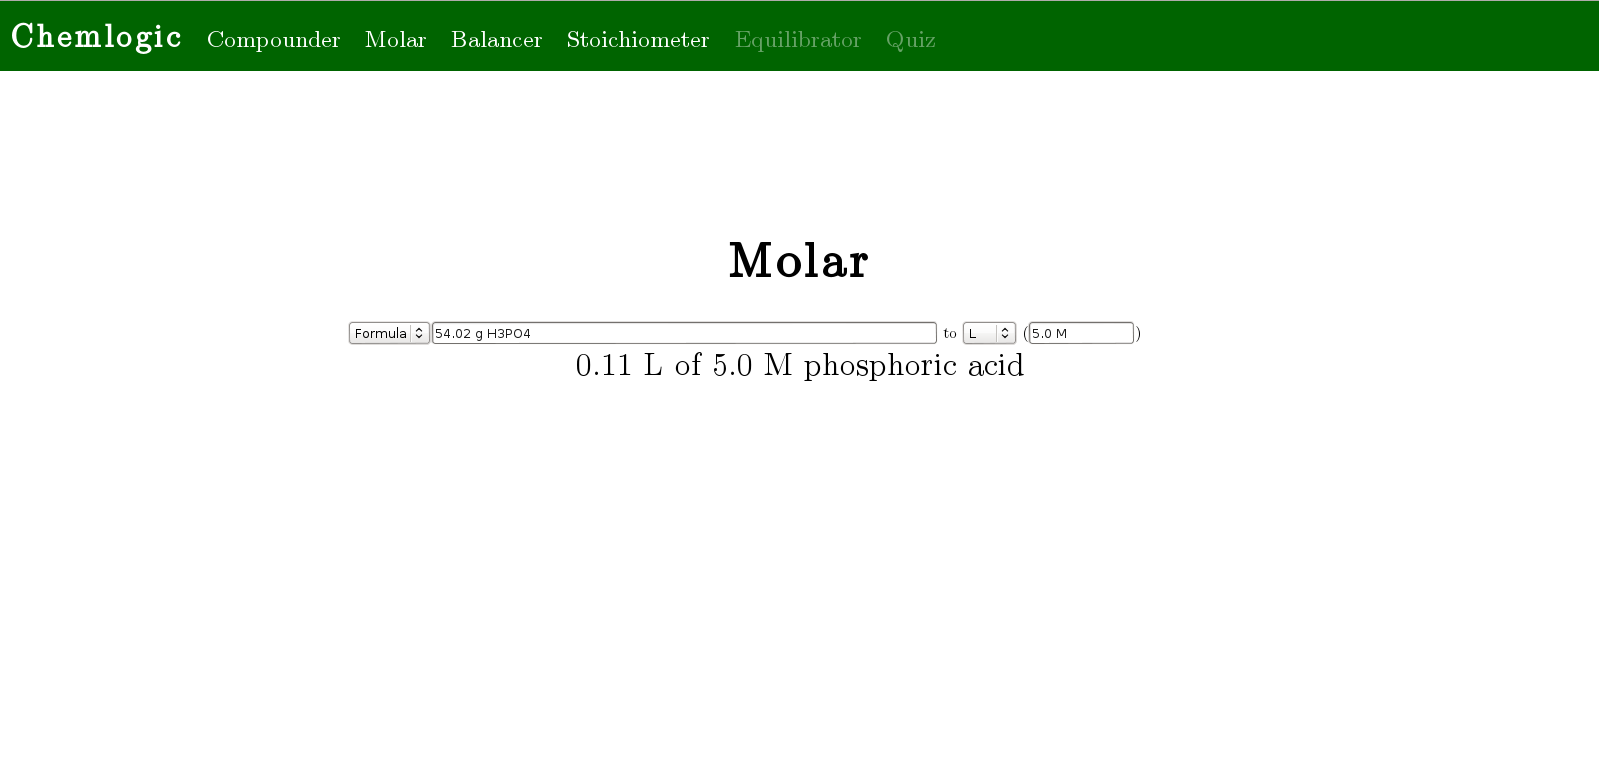 Chemlogic Compounder Molar Balancer Stoichiometer Equilibrator Quiz
Molar
Formula 54.02 g H3PO4 to L (5.0 M)
0.11 L of 5.0 M phosphoric acid